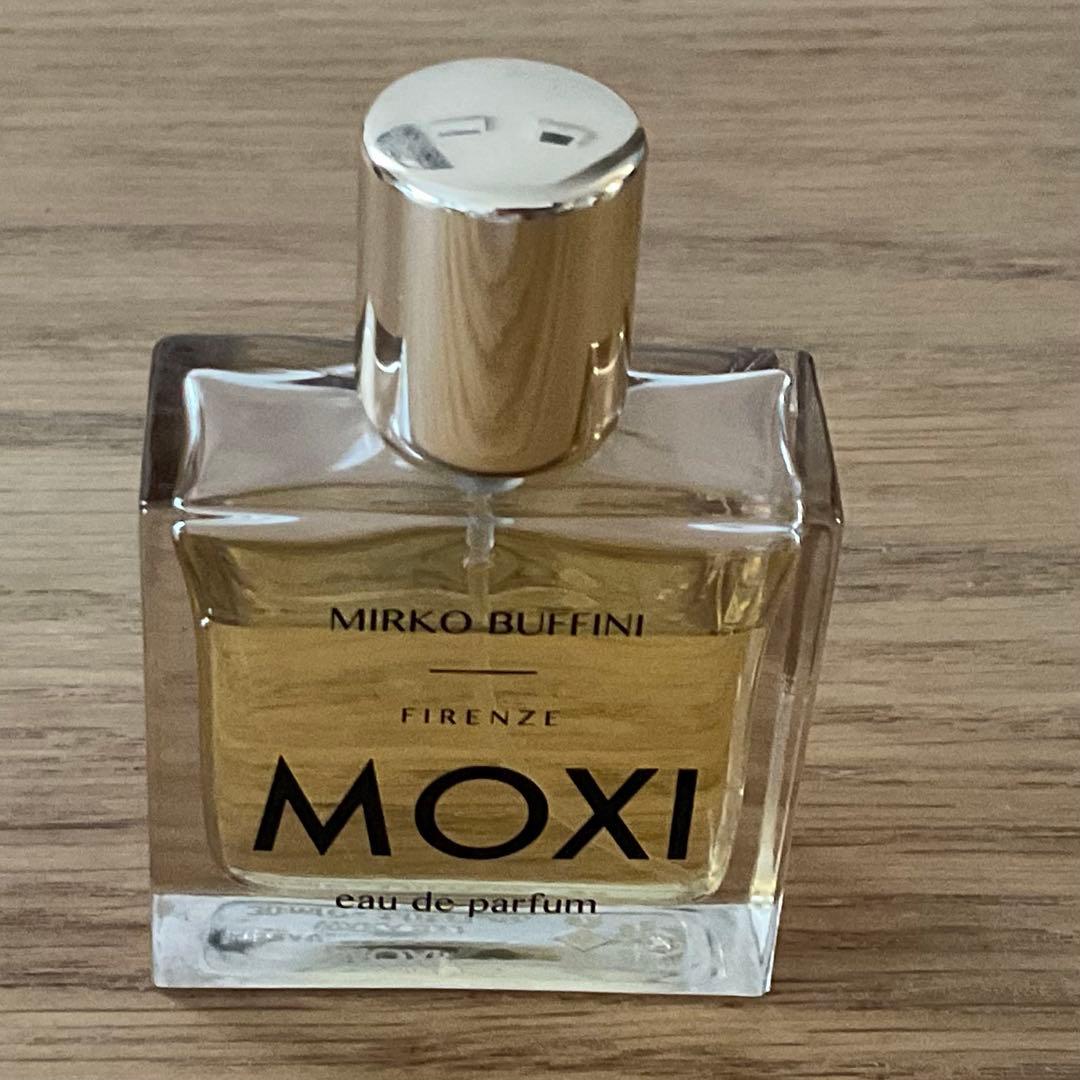 MIRKO BUFFINI
FIRENZE
MOXI
eau de parfum